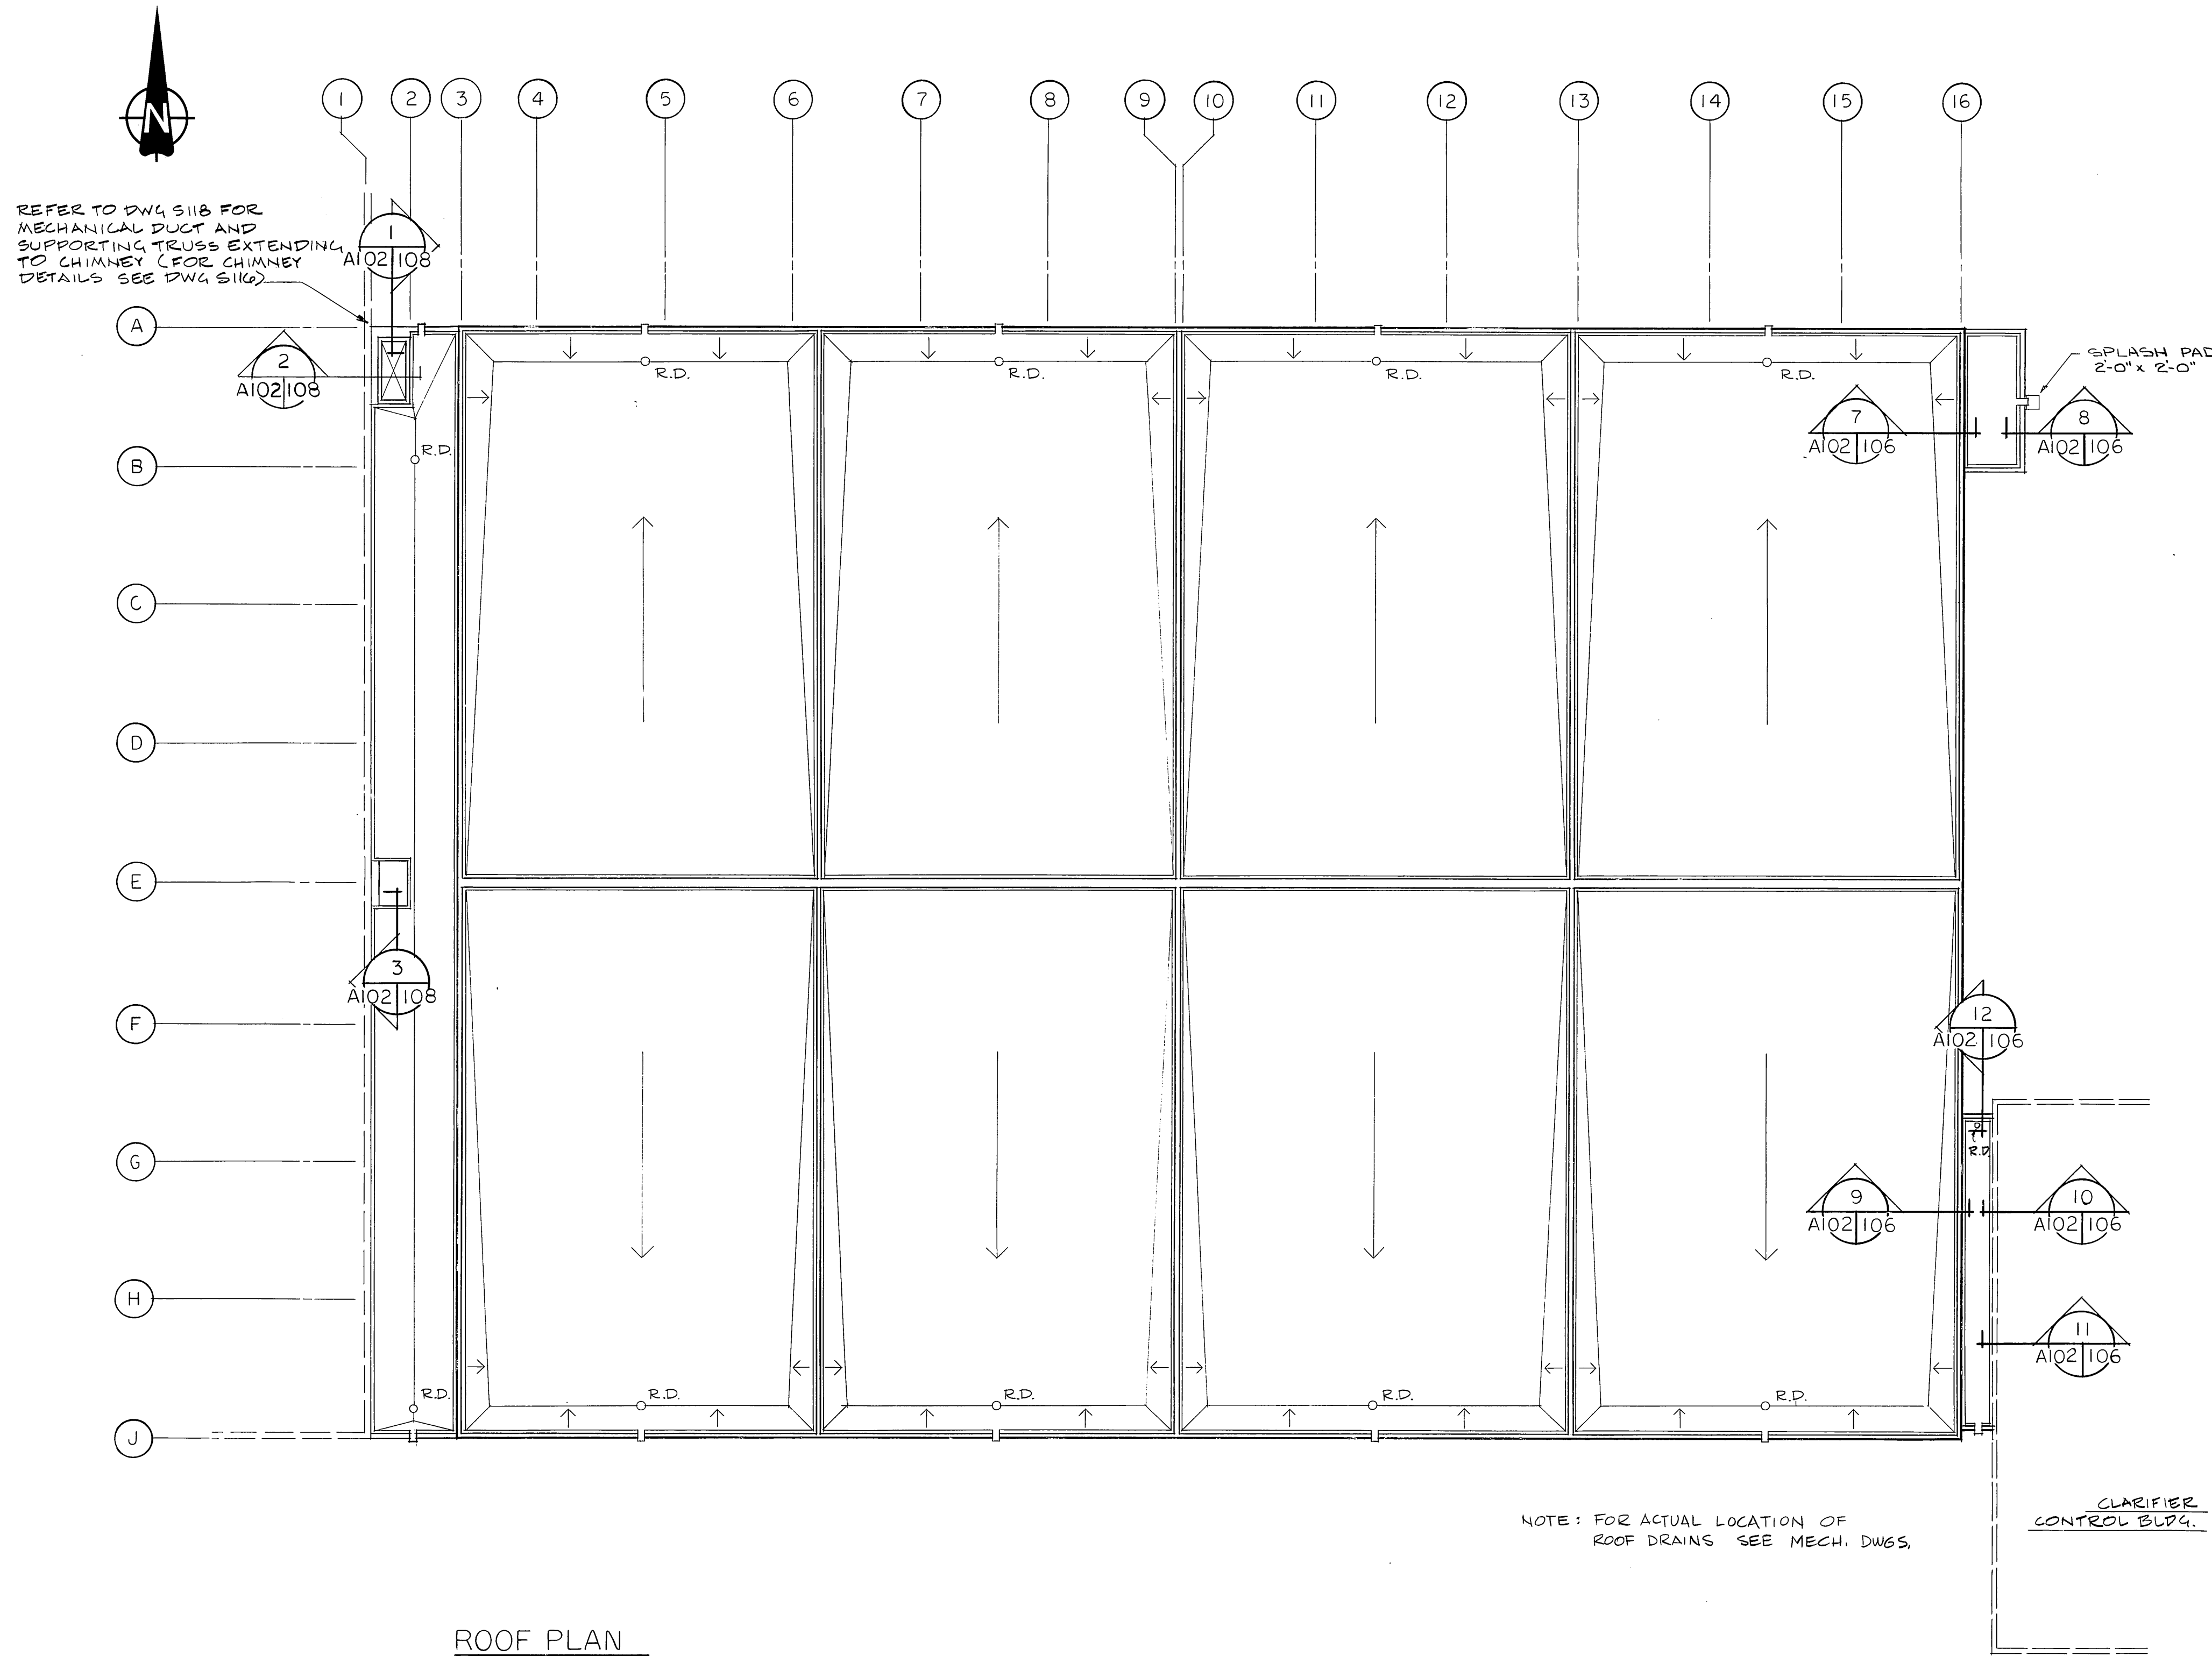 N
1 2 3 4 5 6 7 8 9 10 11 12 13 14 15 16
REFER TO DWG S118 FOR
MECHANICAL DUCT AND
SUPPORTING TRUSS EXTENDING
TO CHIMNEY (FOR CHIMNEY
DETAILS SEE DWG S116)
1
A102 108
A
2
A102 108
R.D.
R.D.
R.D.
R.D.
SPLASH PAD
2'-0" x 2'-0"
7
A102 106
8
A102 106
R.D.
B
C
D
E
3
A102 108
F
12
A102 106
G
R.D.
9
A102 106
10
A102 106
H
11
A102 106
R.D.
R.D.
R.D.
R.D.
R.D.
J
CLARIFIER
CONTROL BLDG.
NOTE: FOR ACTUAL LOCATION OF
ROOF DRAINS SEE MECH. DWGS.
ROOF PLAN